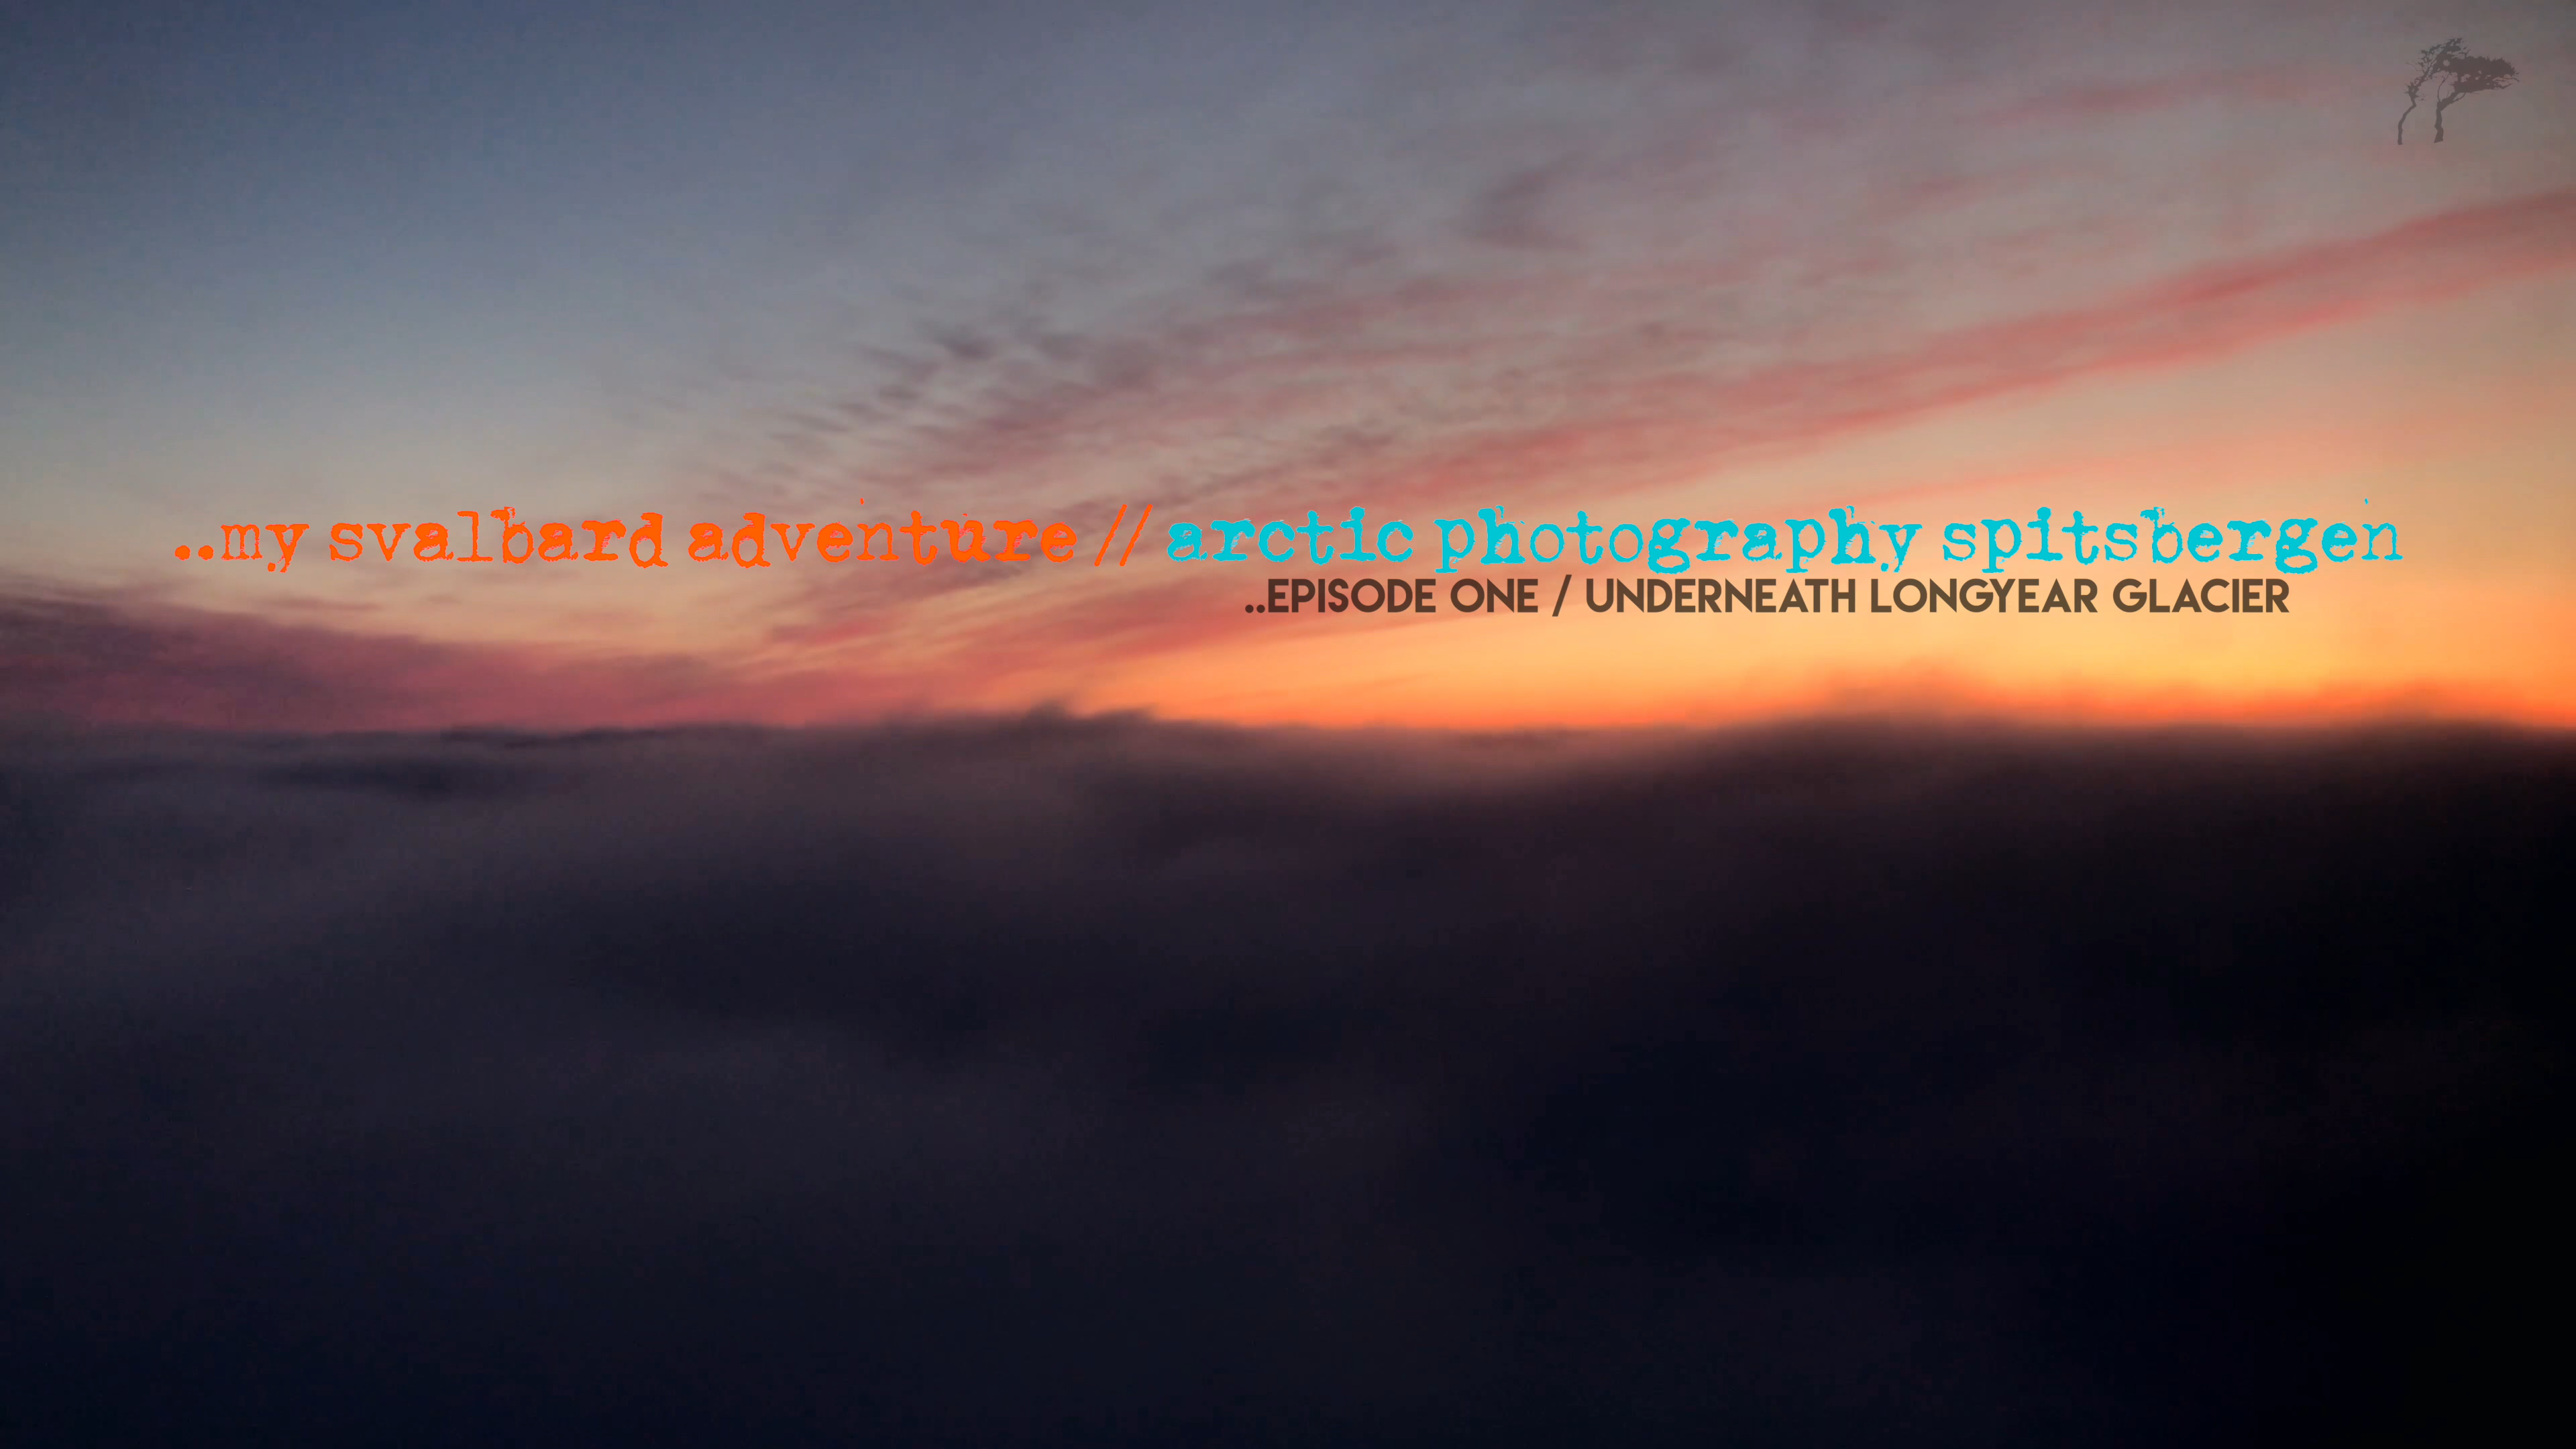 ..my svalbard adventure // arctic photography spitsbergen
..EPISODE ONE / UNDERNEATH LONGYEAR GLACIER